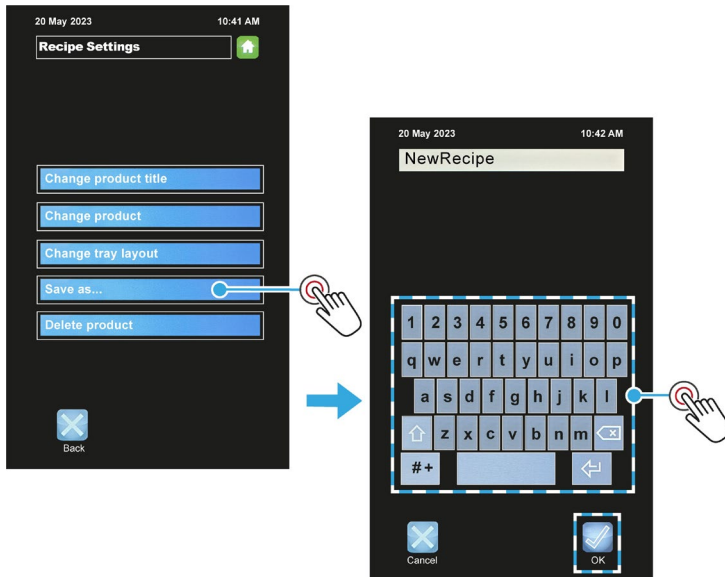 20 May 2023 10:41 AM
Recipe Settings
Change product title
Change product
Change tray layout
Save as...
Delete product
Back
20 May 2023 10:42 AM
NewRecipe
1 2 3 4 5 6 7 8 9 0
q w e r t y u i o p
a s d f g h j k l
z x c v b n m
#+
Cancel OK